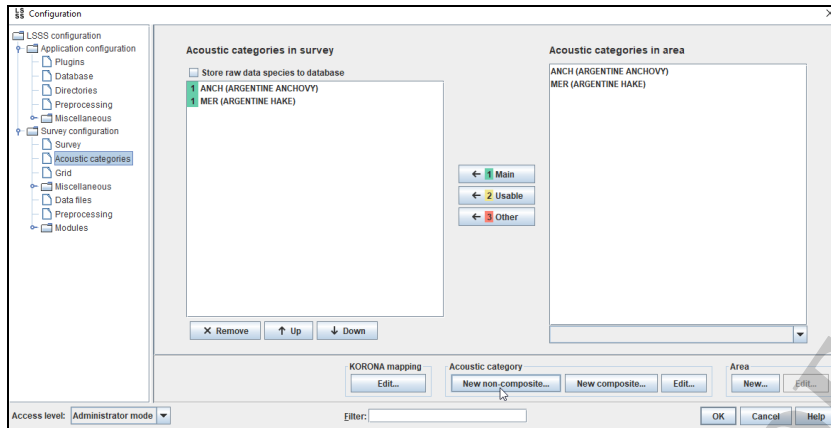 LS SS Configuration
LSSS configuration
Application configuration
Plugins
Database
Directories
Preprocessing
Miscellaneous
Survey configuration
Survey
Acoustic categories
Grid
Miscellaneous
Data files
Preprocessing
Modules
Acoustic categories in survey
Store raw data species to database
1 ANCH (ARGENTINE ANCHOVY)
1 MER (ARGENTINE HAKE)
Remove
Up
Down
1 Main
2 Usable
3 Other
Acoustic categories in area
ANCH (ARGENTINE ANCHOVY)
MER (ARGENTINE HAKE)
KORONA mapping
Edit...
Acoustic category
New non-composite...
New composite...
Edit...
Area
New...
Edit...
Access level:
Administrator mode
Filter:
OK
Cancel
Help